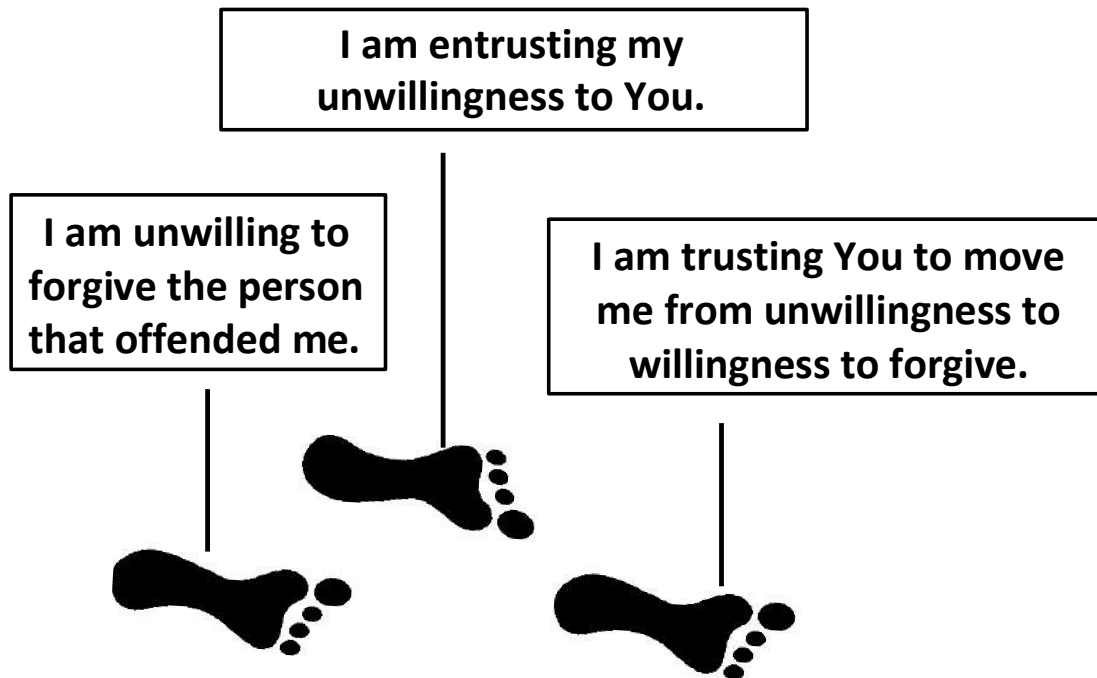 I am entrusting my
unwillingness to You.
I am unwilling to
forgive the person
that offended me.
I am trusting You to move
me from unwillingness to
willingness to forgive.